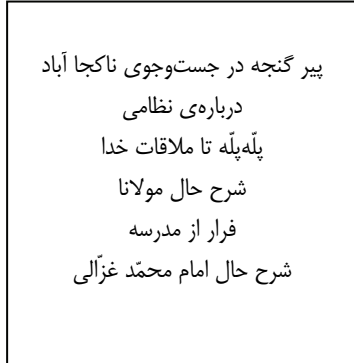 پیر گنجه در جست‌وجوی ناکجا آباد
درباره‌ی نظامی
پلّه‌پلّه تا ملاقات خدا
شرح حال مولانا
فرار از مدرسه
شرح حال امام محمّد غزّالی